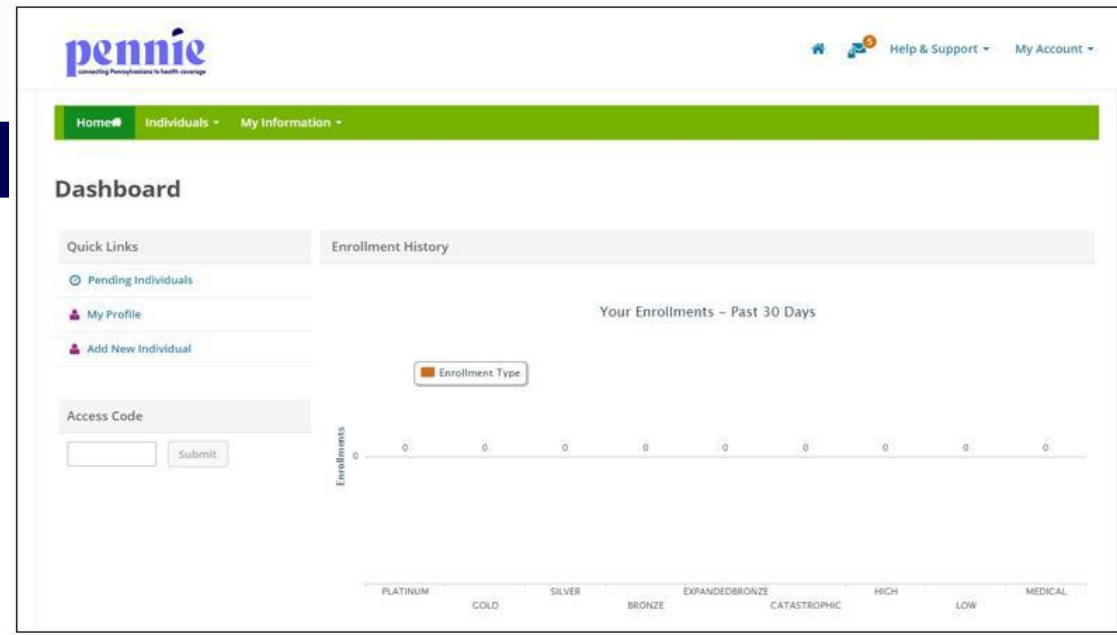 pennie
connecting Pennsylvanians to health coverage
5
Help & Support
My Account
Home
Individuals
My Information
Dashboard
Quick Links
Pending Individuals
My Profile
Add New Individual
Access Code
Submit
Enrollment History
Your Enrollments – Past 30 Days
Enrollment Type
Enrollments
0
0 0 0 0 0 0 0 0 0
PLATINUM GOLD SILVER BRONZE EXPANDEDBRONZE CATASTROPHIC HIGH LOW MEDICAL